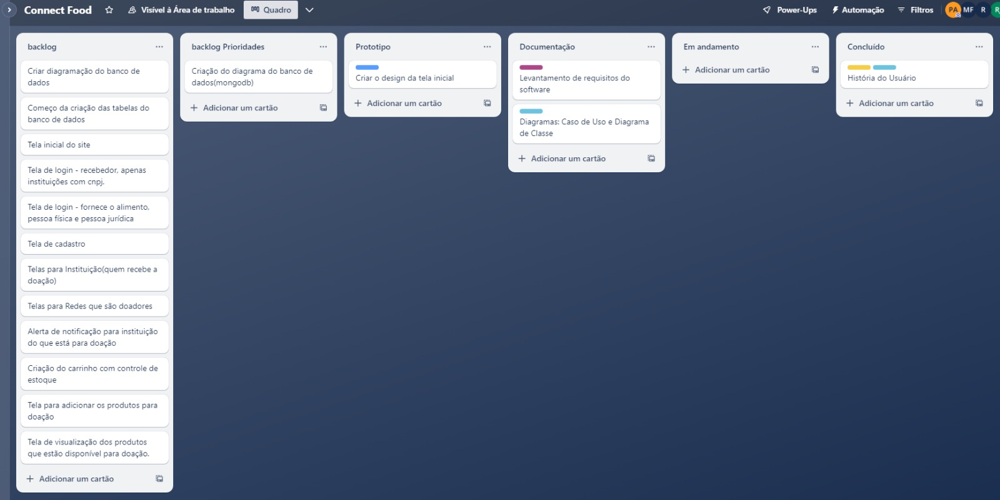 Connect Food Visível à Área de trabalho Quadro Power-Ups Automação Filtros PA MF R
backlog
Criar diagramação do banco de
dados
Começo da criação das tabelas do
banco de dados
Tela inicial do site
Tela de login - recebedor, apenas
instituições com cnpj.
Tela de login - fornece o alimento,
pessoa física e pessoa jurídica
Tela de cadastro
Telas para Instituição(quem recebe a
doação)
Telas para Redes que são doadores
Alerta de notificação para instituição
do que está para doação
Criação do carrinho com controle de
estoque
Tela para adicionar os produtos para
doação
Tela de visualização dos produtos
que estão disponível para doação.
Adicionar um cartão
backlog Prioridades
Criação do diagrama do banco de
dados(mongodb)
Adicionar um cartão
Prototipo
Criar o design da tela inicial
Adicionar um cartão
Documentação
Levantamento de requisitos do
software
Diagramas: Caso de Uso e Diagrama
de Classe
Adicionar um cartão
Em andamento
Adicionar um cartão
Concluído
História do Usuário
Adicionar um cartão